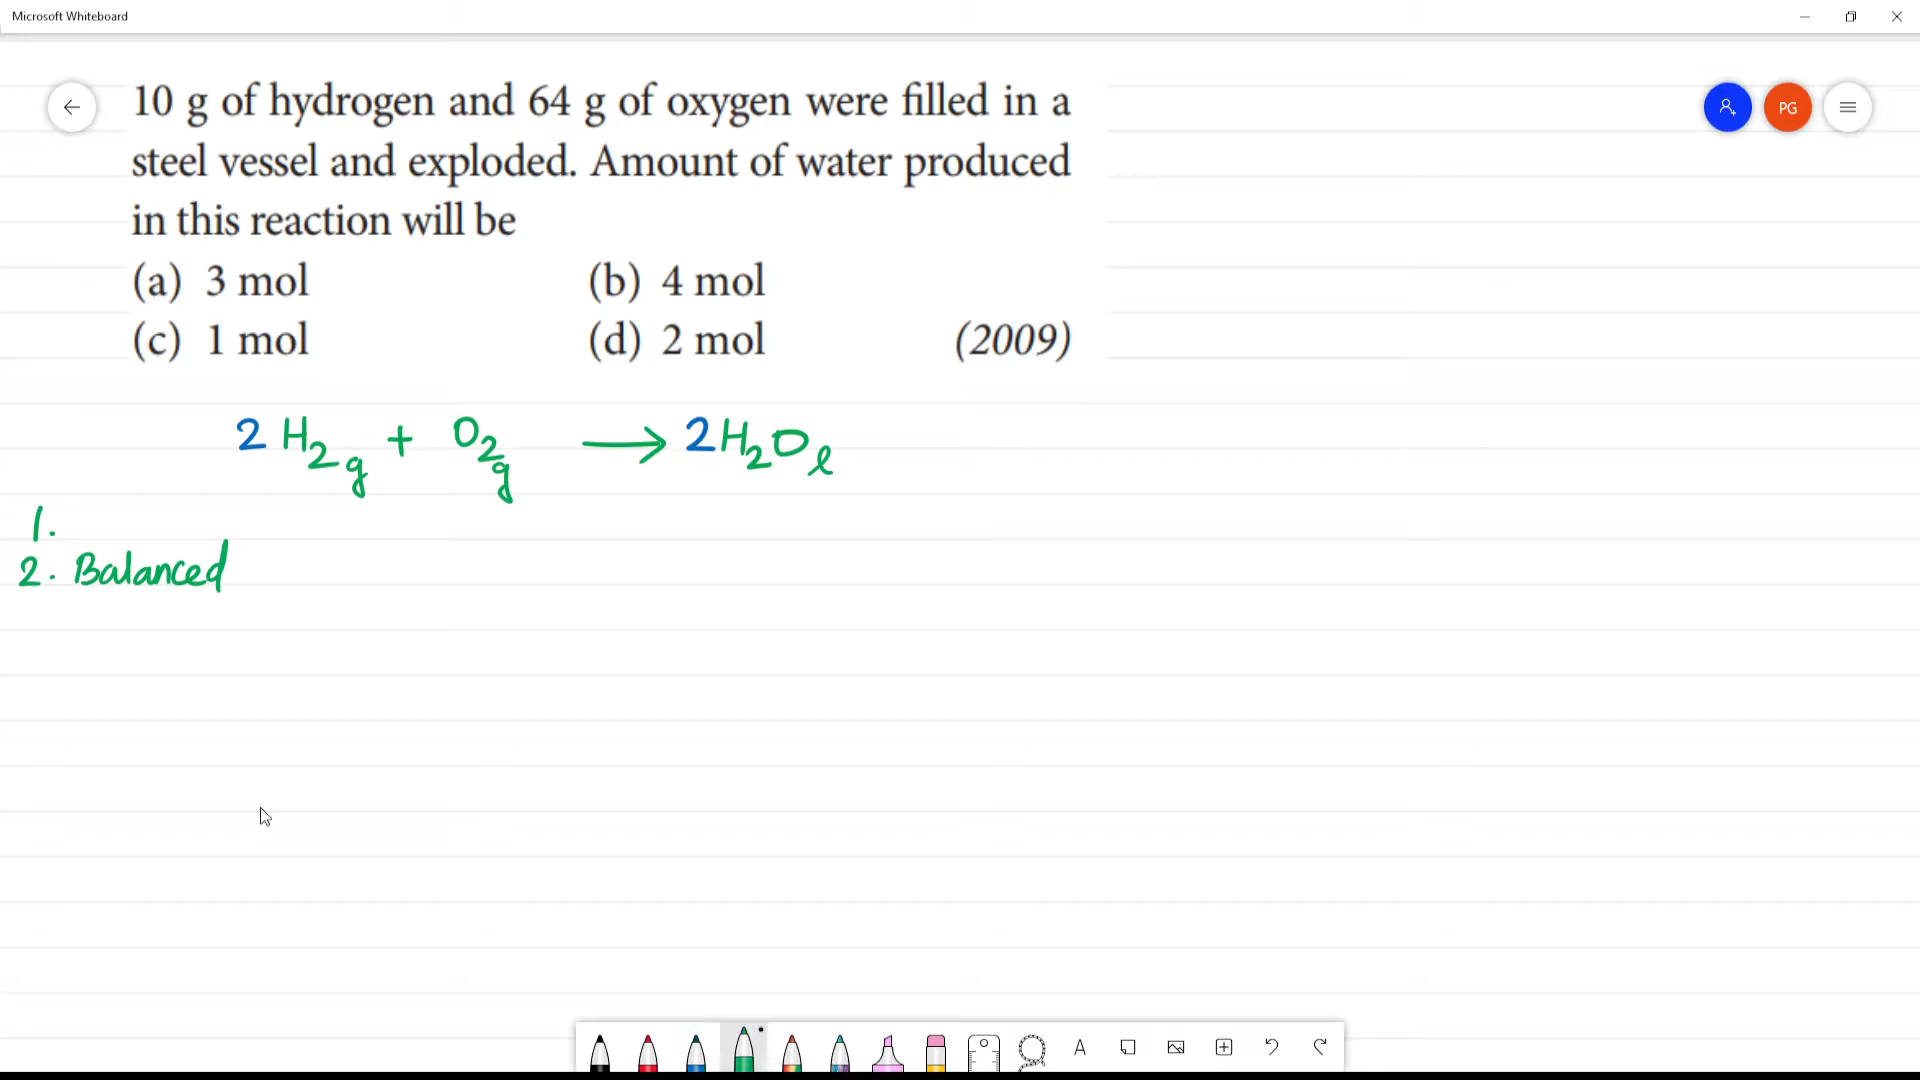 Microsoft Whiteboard
10 g of hydrogen and 64 g of oxygen were filled in a
steel vessel and exploded. Amount of water produced
in this reaction will be
(a) 3 mol (b) 4 mol
(c) 1 mol (d) 2 mol (2009)
PG
2 H2g + O2g → 2H2Ol
1.
2. Balanced
A